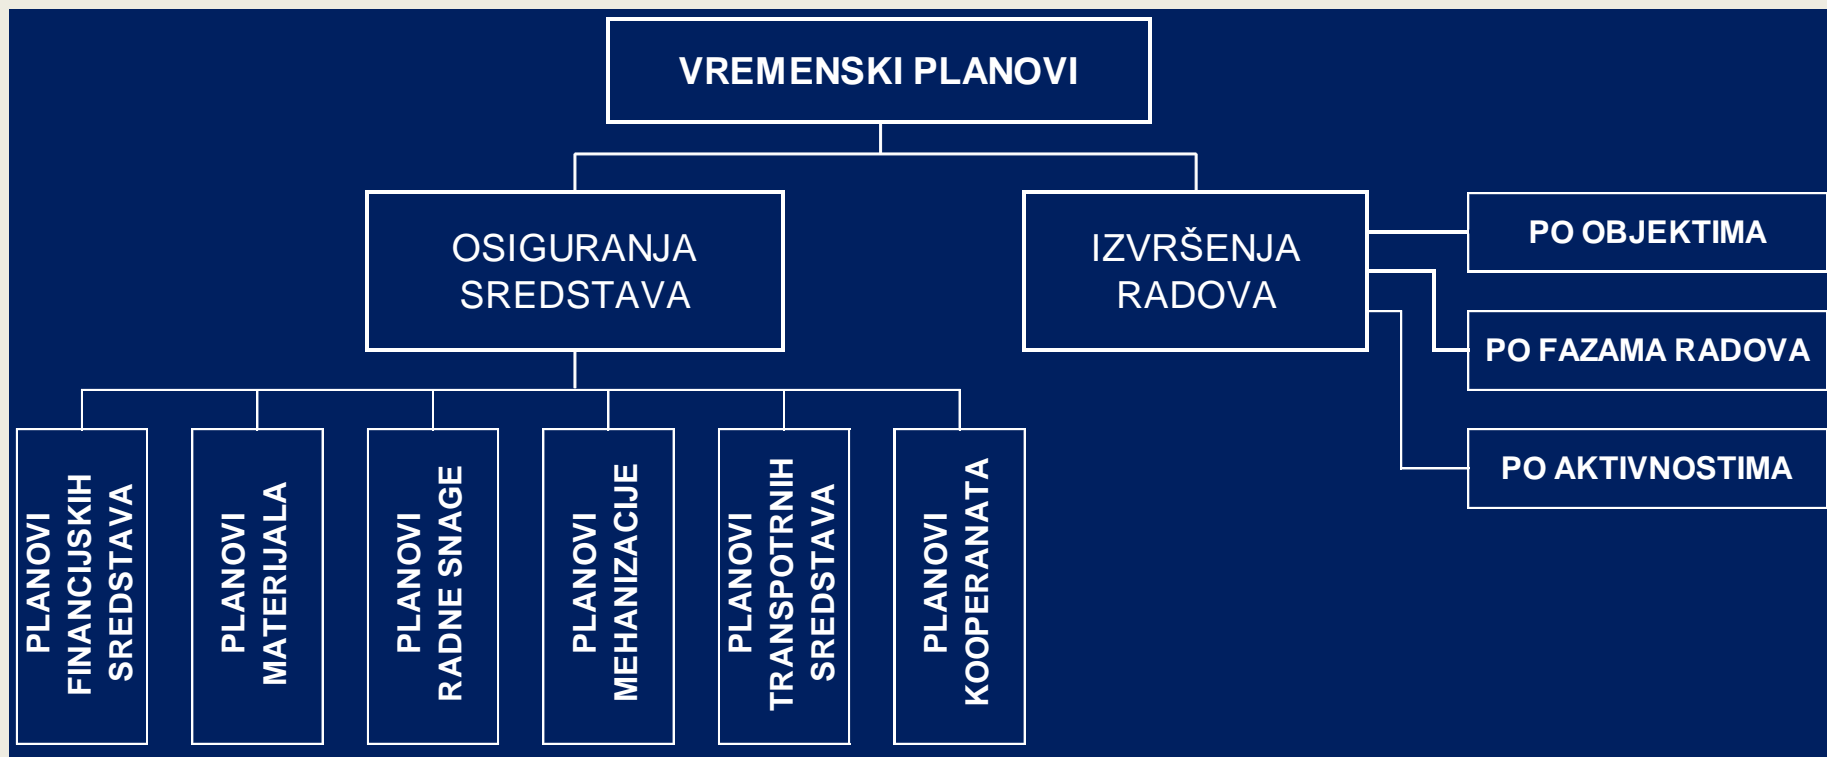 VREMENSKI PLANOVI
OSIGURANJA
SREDSTAVA
IZVRŠENJA
RADOVA
PO OBJEKTIMA
PO FAZAMA RADOVA
PO AKTIVNOSTIMA
PLANOVI
FINANCIJSKIH
SREDSTAVA
PLANOVI
MATERIJALA
PLANOVI
RADNE SNAGE
PLANOVI
MEHANIZACIJE
PLANOVI
TRANSPOTRNIH
SREDSTAVA
PLANOVI
KOOPERANATA